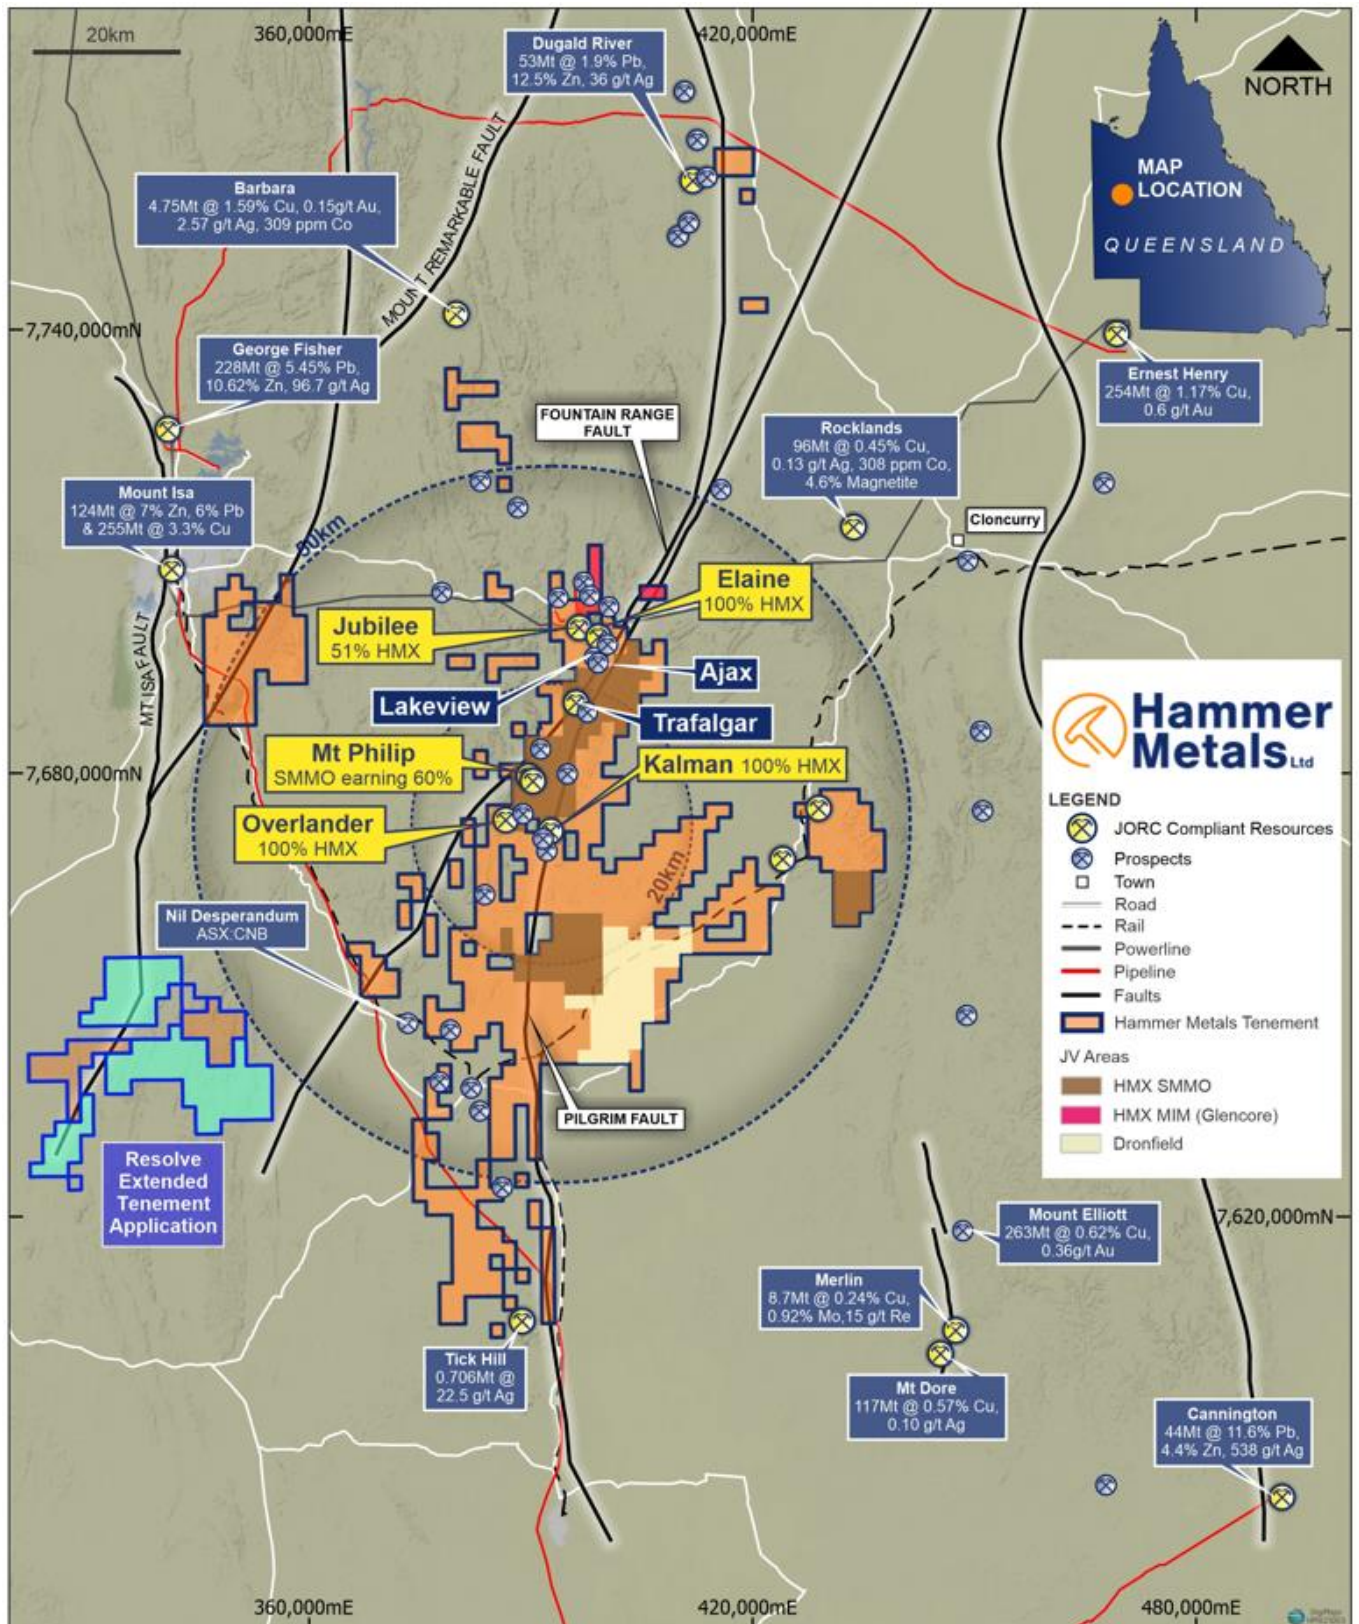 20km
360,000mE
420,000mE
Dugald River
53Mt @ 1.9% Pb,
12.5% Zn, 36 g/t Ag
NORTH
MAP
LOCATION
QUEENSLAND
MOUNT REMARKABLE FAULT
Barbara
4.75Mt @ 1.59% Cu, 0.15g/t Au,
2.57 g/t Ag, 309 ppm Co
7,740,000mN
George Fisher
228Mt @ 5.45% Pb,
10.62% Zn, 96.7 g/t Ag
Ernest Henry
254Mt @ 1.17% Cu,
0.6 g/t Au
FOUNTAIN RANGE
FAULT
Rocklands
96Mt @ 0.45% Cu,
0.13 g/t Ag, 308 ppm Co,
4.6% Magnetite
Mount Isa
124Mt @ 7% Zn, 6% Pb
& 255Mt @ 3.3% Cu
Cloncurry
50km
Elaine
100% HMX
Jubilee
51% HMX
MT ISA FAULT
Ajax
Lakeview
Trafalgar
Mt Philip
SMMO earning 60%
Kalman 100% HMX
7,680,000mN
Overlander
100% HMX
20km
Nil Desperandum
ASX:CNB
PILGRIM FAULT
Resolve
Extended
Tenement
Application
Hammer
Metals Ltd
LEGEND
JORC Compliant Resources
Prospects
Town
Road
Rail
Powerline
Pipeline
Faults
Hammer Metals Tenement
JV Areas
HMX SMMO
HMX MIM (Glencore)
Dronfield
Mount Elliott
263Mt @ 0.62% Cu,
0.36g/t Au
7,620,000mN
Merlin
8.7Mt @ 0.24% Cu,
0.92% Mo,15 g/t Re
Tick Hill
0.706Mt @
22.5 g/t Ag
Mt Dore
117Mt @ 0.57% Cu,
0.10 g/t Ag
Cannington
44Mt @ 11.6% Pb,
4.4% Zn, 538 g/t Ag
360,000mE
420,000mE
480,000mE